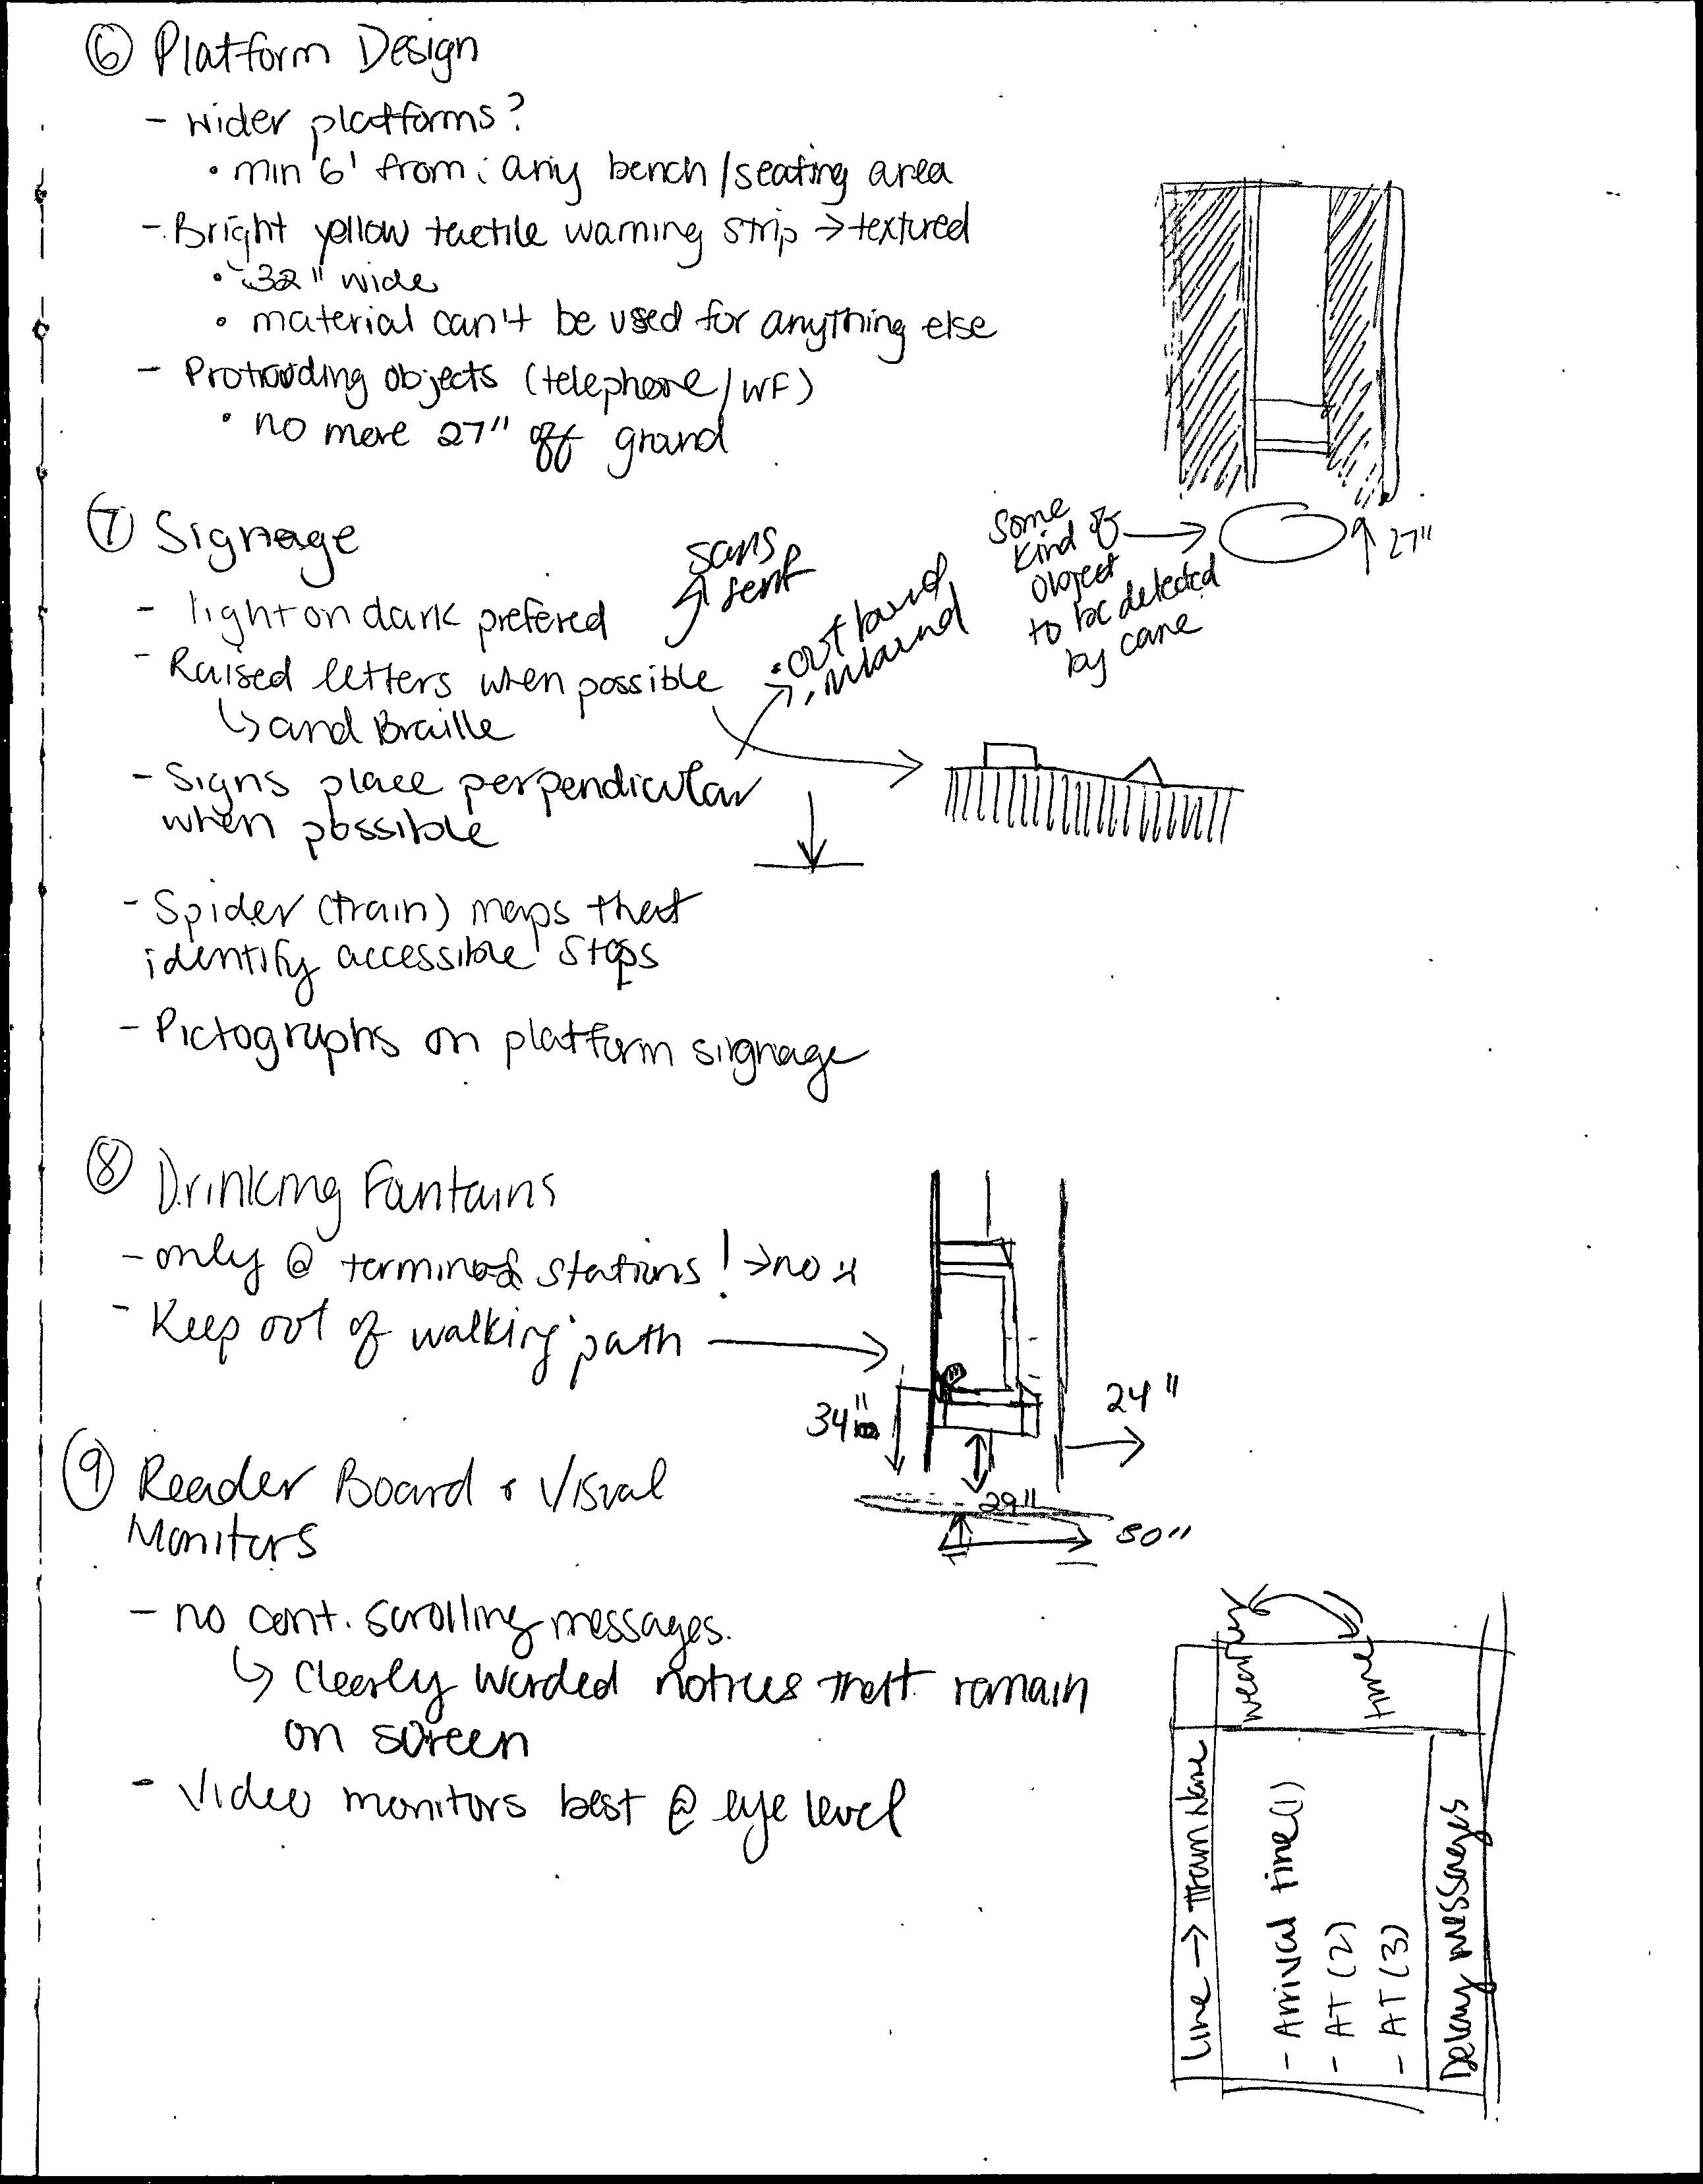 ⑥ Platform Design
- wider platforms?
• min 6' from: any bench/seating area
- Bright yellow tactile warning strip → textured
• 32" wide
• material can't be used for anything else
- Protruding objects (telephone/WF)
• no more 27" off ground
Some
kind of
object
to be detected
by cane
27"
⑦ Signage
- light on dark prefered
sans
serif
- Raised letters when possible
↳ and Braille
• outbound
• inbound
- Signs place perpendicular
when possible
- Spider (train) maps that
identify accessible stops
- Pictographs on platform signage
⑧ Drinking Fountains
- only @ terminal stations! → no
- Keep out of walking path →
34"
24"
29"
30"
⑨ Reader Board & Visual
Monitors
- no cont. scrolling messages.
↳ Clearly worded notices that remain
on screen
- Video monitors best @ eye level
Line → Train Name
time
- Arrival time (1)
- AT (2)
- AT (3)
Delay messages